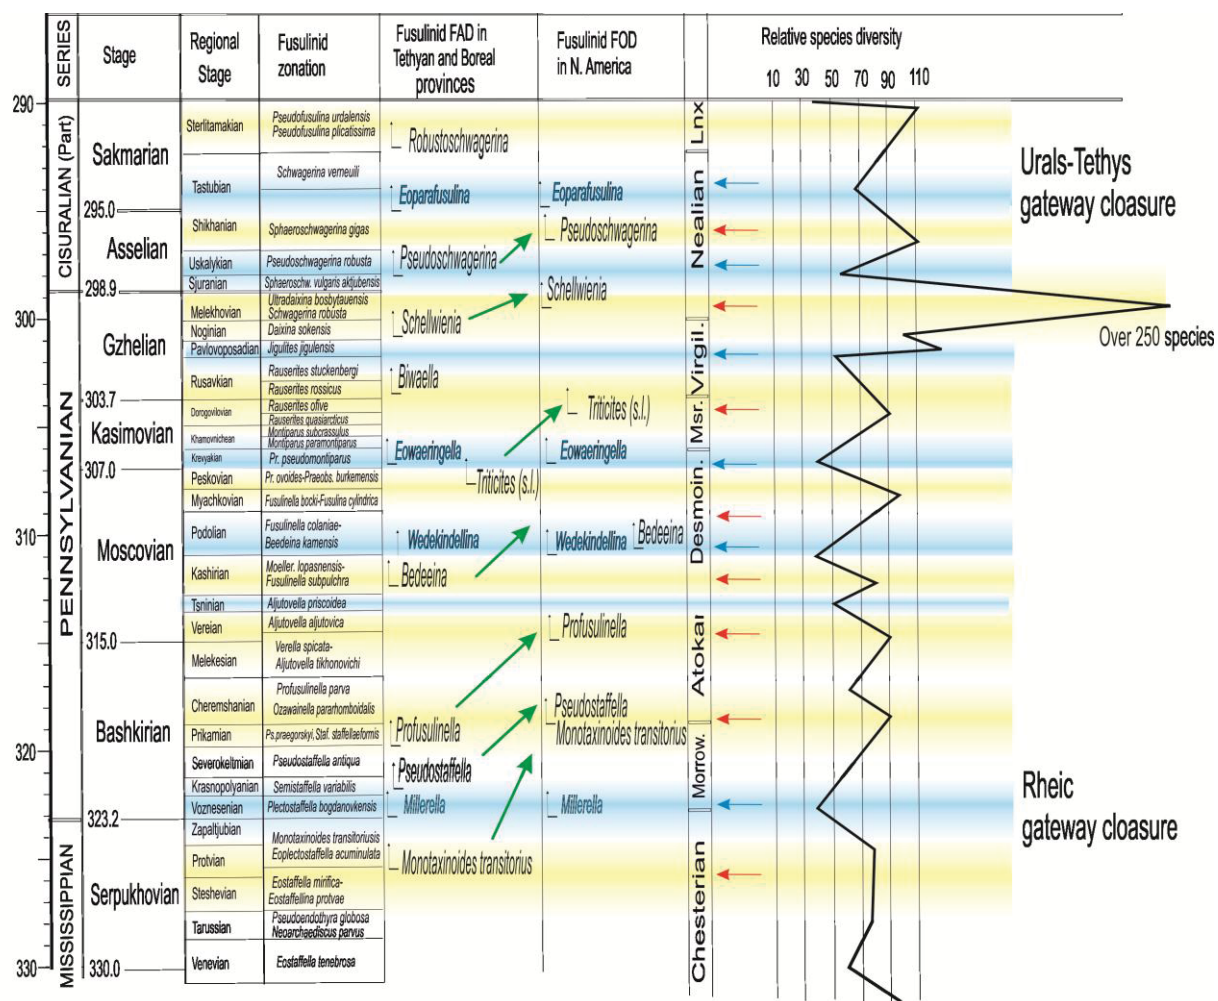 SERIES
Stage
Regional
Stage
Fusulinid
zonation
Fusulinid FAD in
Tethyan and Boreal
provinces
Fusulinid FOD
in N. America
Relative species diversity
10 30 50 70 90 110
290
300
310
320
330
CISURALIAN (Part)
PENNSYLVANIAN
MISSISSIPPIAN
Sakmarian
295.0
Asselian
298.9
Gzhelian
303.7
Kasimovian
307.0
Moscovian
315.0
Bashkirian
323.2
Serpukhovian
330.0
Sterlitamakian
Tastubian
Shikhanian
Uskalykian
Sjuranian
Melekhovian
Noginian
Pavlovoposadian
Rusavkian
Dorogovilovian
Khamovnichean
Krevyakian
Peskovian
Myachkovian
Podolian
Kashirian
Tsninian
Vereian
Melekesian
Cheremshanian
Prikamian
Severokeltmian
Krasnopolyanian
Voznesenian
Zapaltjubian
Protvian
Steshevian
Tarussian
Venevian
Pseudofusulina urdalensis
Pseudofusulina plicatissima
Schwagerina verneuili
Sphaeroschwagerina gigas
Pseudoschwagerina robusta
Sphaeroschw. vulgaris aktjubensis
Ultradaixina bosbytauensis
Schwagerina robusta
Daixina sokensis
Jigulites jigulensis
Rauserites stuckenbergi
Rauserites rossicus
Rauserites ofive
Rauserites quasiarcticus
Montiparus subcrassulus
Montiparus paramontiparus
Pr. pseudomontiparus
Pr. ovoides-Praeobs. burkemensis
Fusulinella bocki-Fusulina cylindrica
Fusulinella colaniae-
Beedeina kamensis
Moeller. lopasnensis-
Fusulinella subpulchra
Aljutovella priscoidea
Aljutovella aljutovica
Verella spicata-
Aljutovella tikhonovichi
Profusulinella parva
Ozawainella pararhomboidalis
Ps.praegorskyi, Staf. staffellaeformis
Pseudostaffella antiqua
Semistaffella variabilis
Plectostaffella bogdanovkensis
Monotaxinoides transitoriusis
Eoplectostaffella acuminulata
Eostaffella mirifica-
Eostaffellina protvae
Pseudoendothyra globosa
Neoarchaediscus parvus
Eostaffella tenebrosa
Robustoschwagerina
Eoparafusulina
Pseudoschwagerina
Schellwienia
Biwaella
Eowaeringella
Triticites (s.l.)
Wedekindellina
Bedeeina
Profusulinella
Pseudostaffella
Millerella
Monotaxinoides transitorius
Eoparafusulina
Pseudoschwagerina
Schellwienia
Triticites (s.l.)
Eowaeringella
Bedeeina
Wedekindellina
Profusulinella
Pseudostaffella
Monotaxinoides transitorius
Millerella
Lnx
Nealian
Virgil.
Msr.
Desmoin.
Atokan
Morrow.
Chesterian
Urals-Tethys
gateway cloasure
Over 250 species
Rheic
gateway cloasure